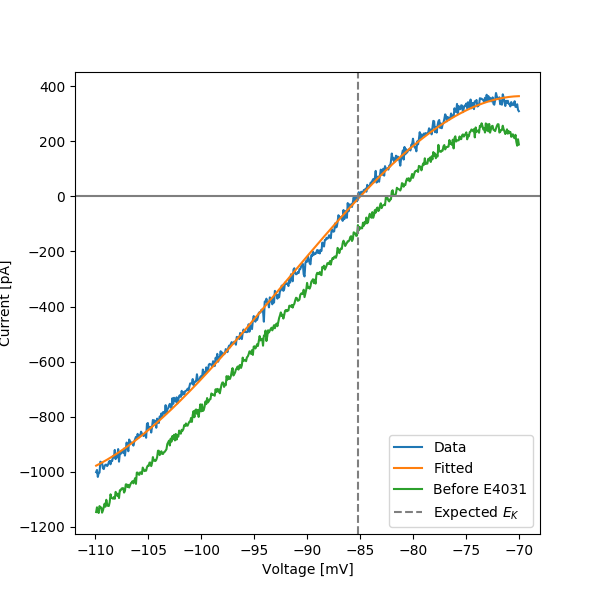 400
200
0
−200
−400
−600
−800
−1000
−1200
Current [pA]
−110 −105 −100 −95 −90 −85 −80 −75 −70
Voltage [mV]
Data
Fitted
Before E4031
Expected E_K